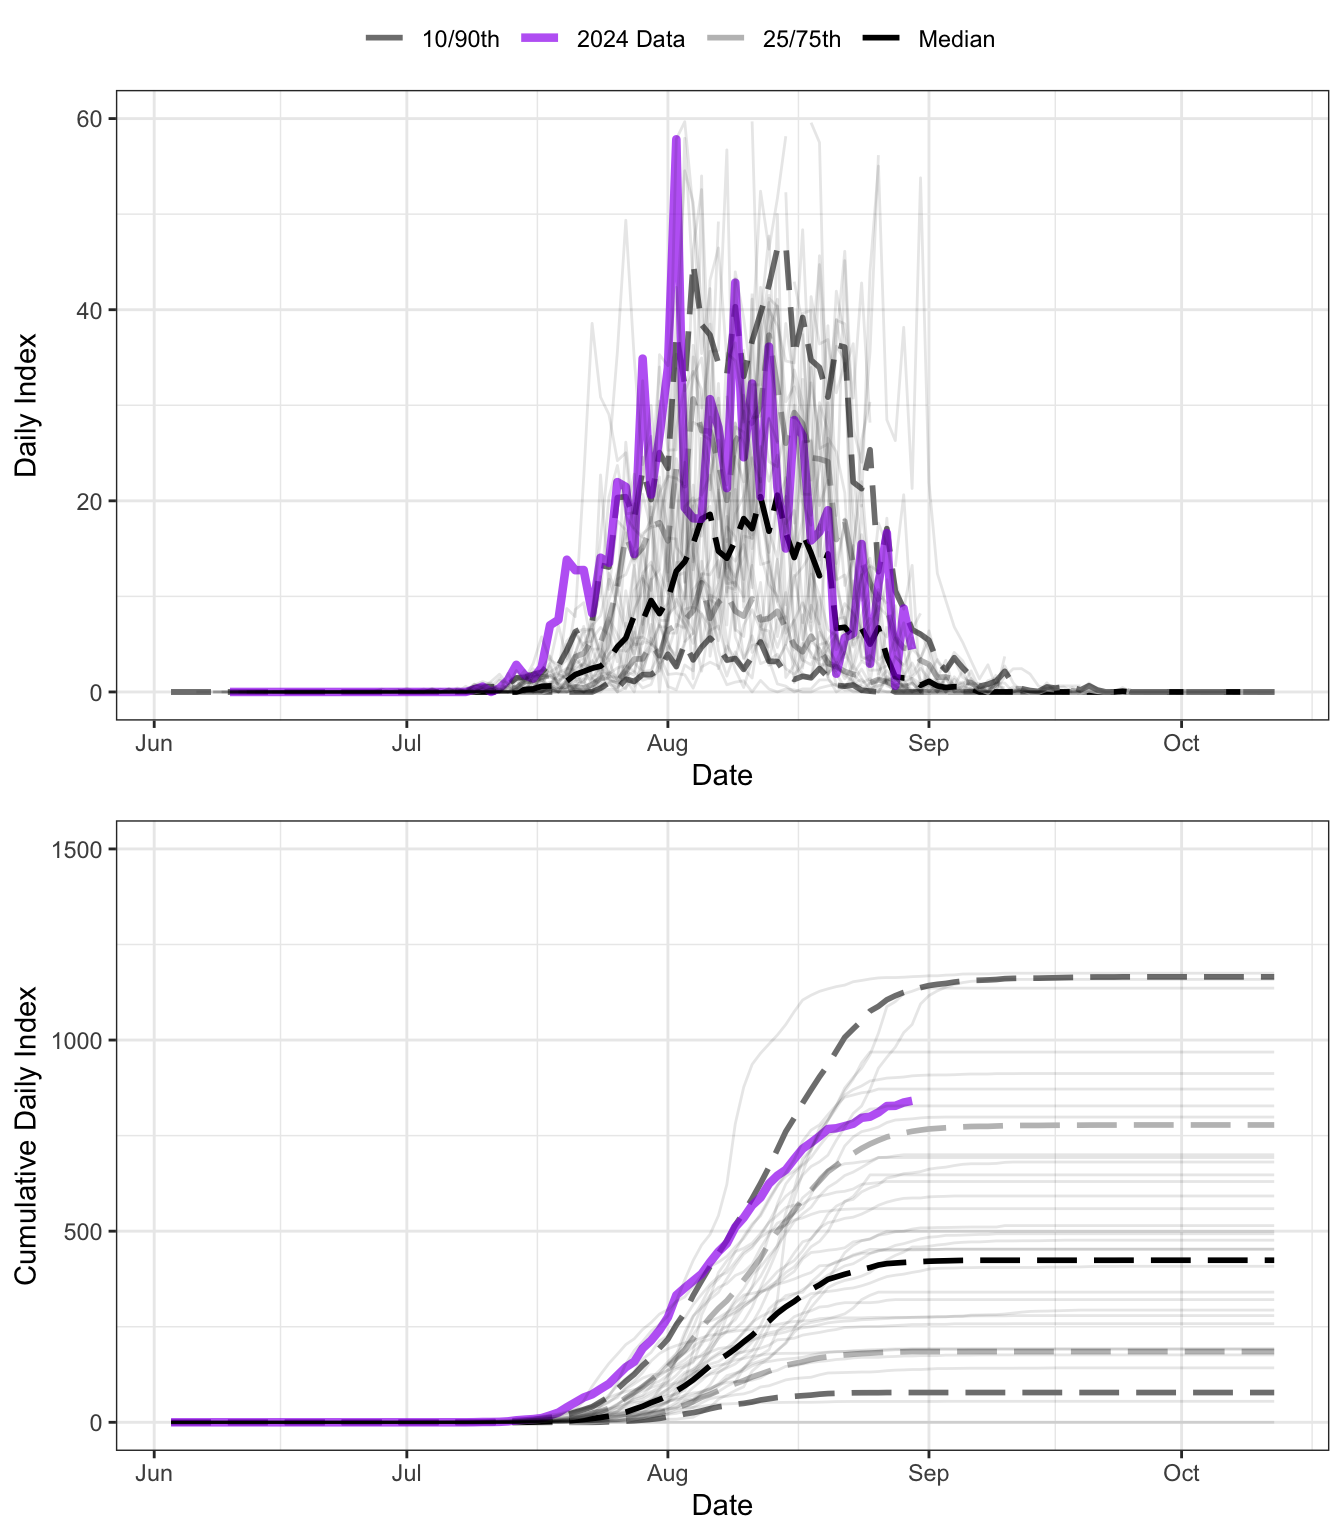 10/90th 2024 Data 25/75th Median
60
40
20
0
Daily Index
Jun Jul Aug Sep Oct
Date
1500
1000
500
0
Cumulative Daily Index
Jun Jul Aug Sep Oct
Date